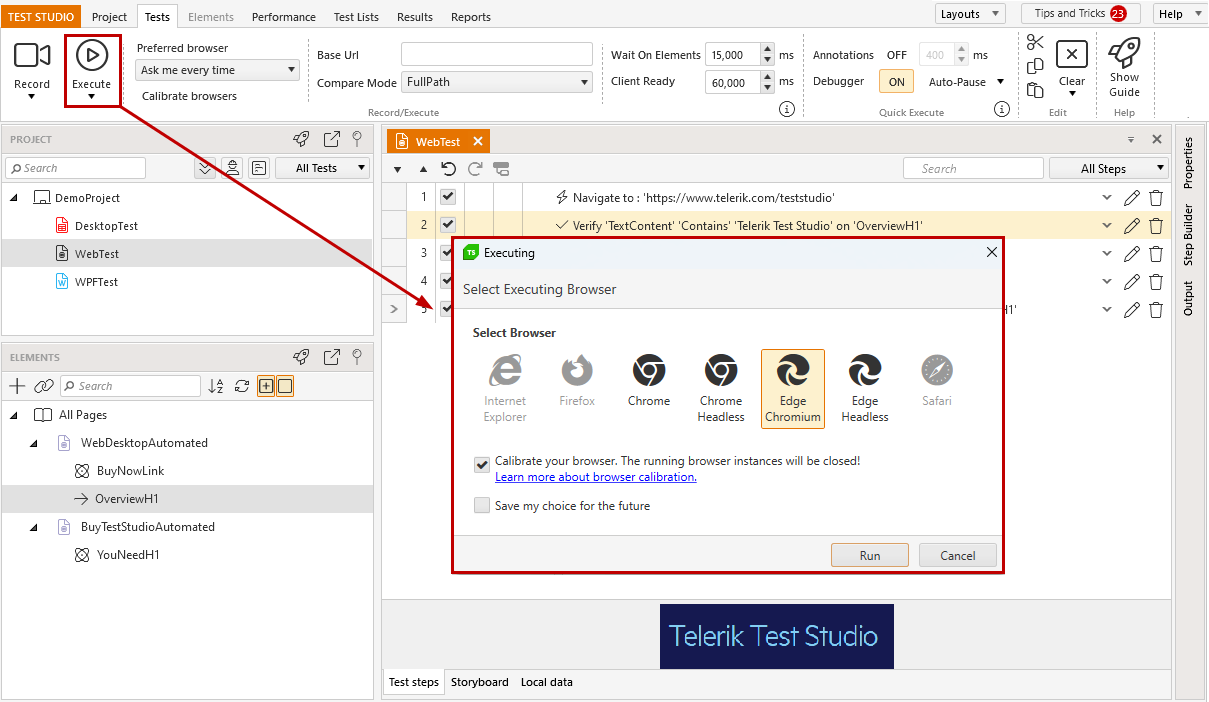 TEST STUDIO Project Tests Elements Performance Test Lists Results Reports Layouts Tips and Tricks 23 Help
Record
Execute
Preferred browser
Ask me every time
Calibrate browsers
Base Url
Compare Mode FullPath
Record/Execute
Wait On Elements 15,000 ms
Client Ready 60,000 ms
Annotations OFF 400 ms
Debugger ON Auto-Pause
Quick Execute
Clear
Edit
Show
Guide
Help
PROJECT
Search All Tests
DemoProject
DesktopTest
WebTest
WPFTest
ELEMENTS
Search
All Pages
WebDesktopAutomated
BuyNowLink
OverviewH1
BuyTestStudioAutomated
YouNeedH1
WebTest
Search All Steps
1 Navigate to : 'https://www.telerik.com/teststudio'
2 Verify 'TextContent' 'Contains' 'Telerik Test Studio' on 'OverviewH1'
3
4
5 H1'
TS Executing
Select Executing Browser
Select Browser
Internet
Explorer
Firefox
Chrome
Chrome
Headless
Edge
Chromium
Edge
Headless
Safari
Calibrate your browser. The running browser instances will be closed!
Learn more about browser calibration.
Save my choice for the future
Run Cancel
Telerik Test Studio
Test steps Storyboard Local data
Properties
Step Builder
Output